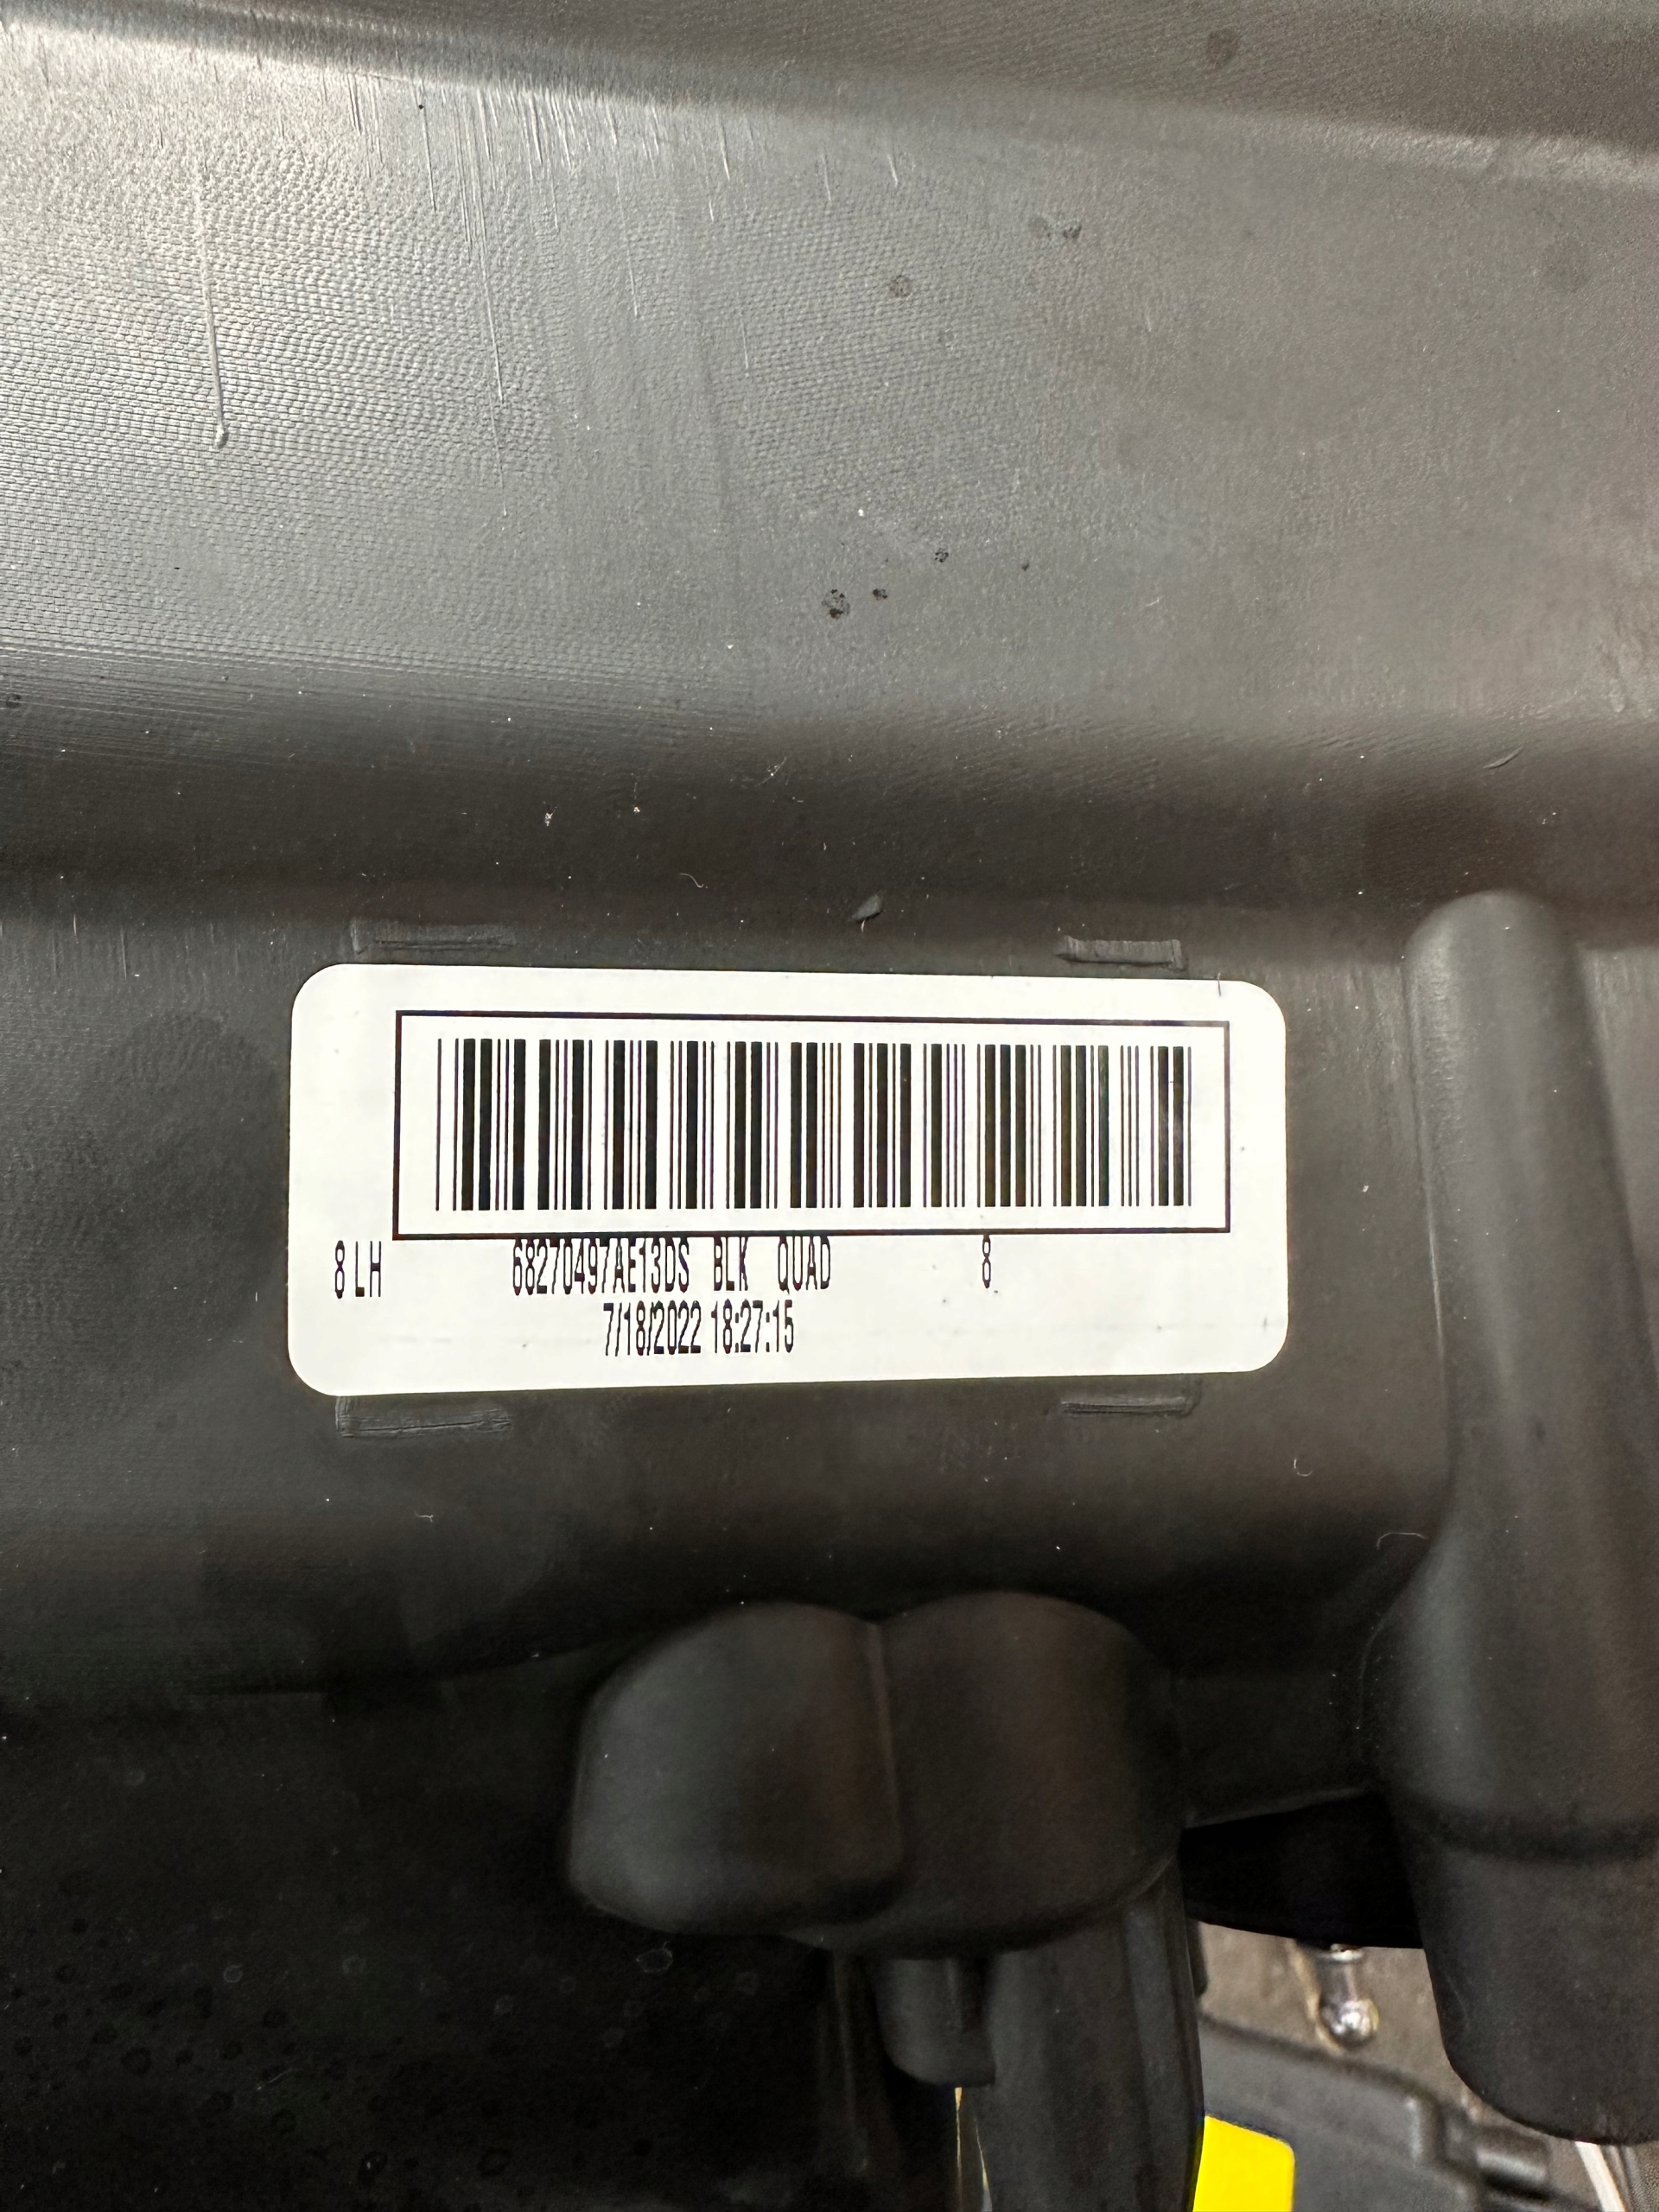 8 LH 68270497AE13DS BLK QUAD 8
7/18/2022 18:27:15